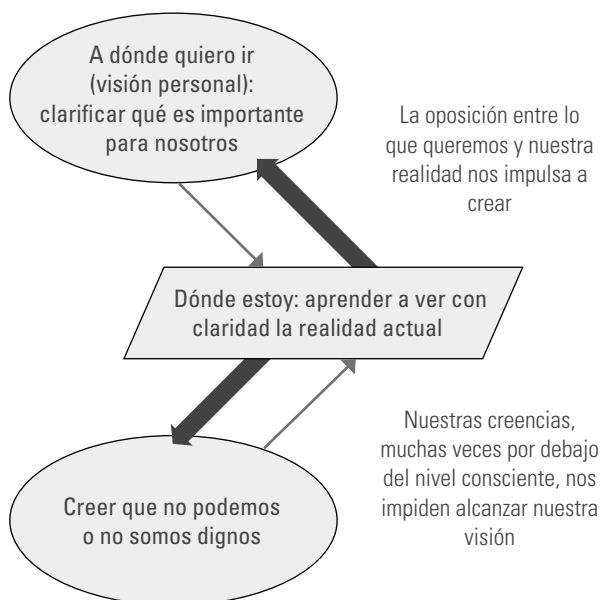 A dónde quiero ir
(visión personal):
clarificar qué es importante
para nosotros
La oposición entre lo
que queremos y nuestra
realidad nos impulsa a
crear
Dónde estoy: aprender a ver con
claridad la realidad actual
Nuestras creencias,
muchas veces por debajo
del nivel consciente, nos
impiden alcanzar nuestra
visión
Creer que no podemos
o no somos dignos